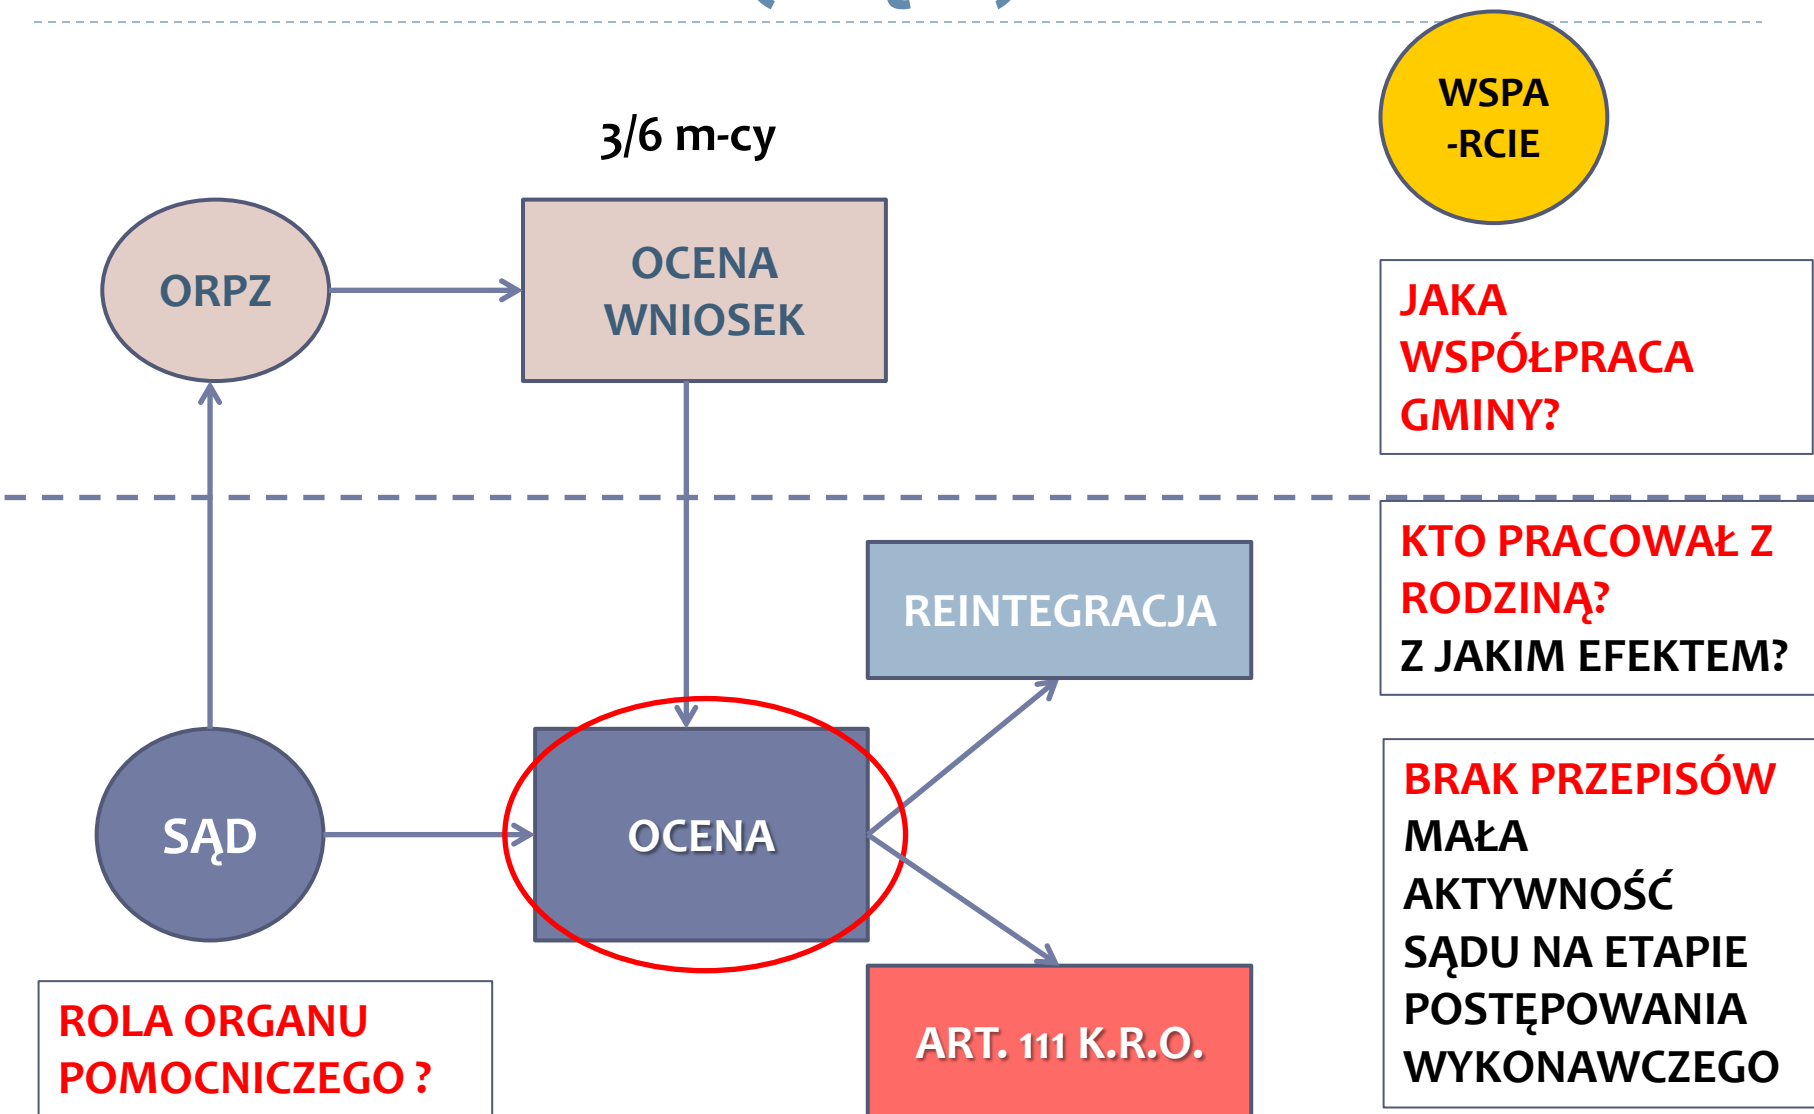 WSPA
-RCIE
3/6 m-cy
ORPZ
OCENA
WNIOSEK
JAKA
WSPÓŁPRACA
GMINY?
KTO PRACOWAŁ Z
RODZINĄ?
Z JAKIM EFEKTEM?
REINTEGRACJA
SĄD
OCENA
BRAK PRZEPISÓW
MAŁA
AKTYWNOŚĆ
SĄDU NA ETAPIE
POSTĘPOWANIA
WYKONAWCZEGO
ROLA ORGANU
POMOCNICZEGO ?
ART. 111 K.R.O.